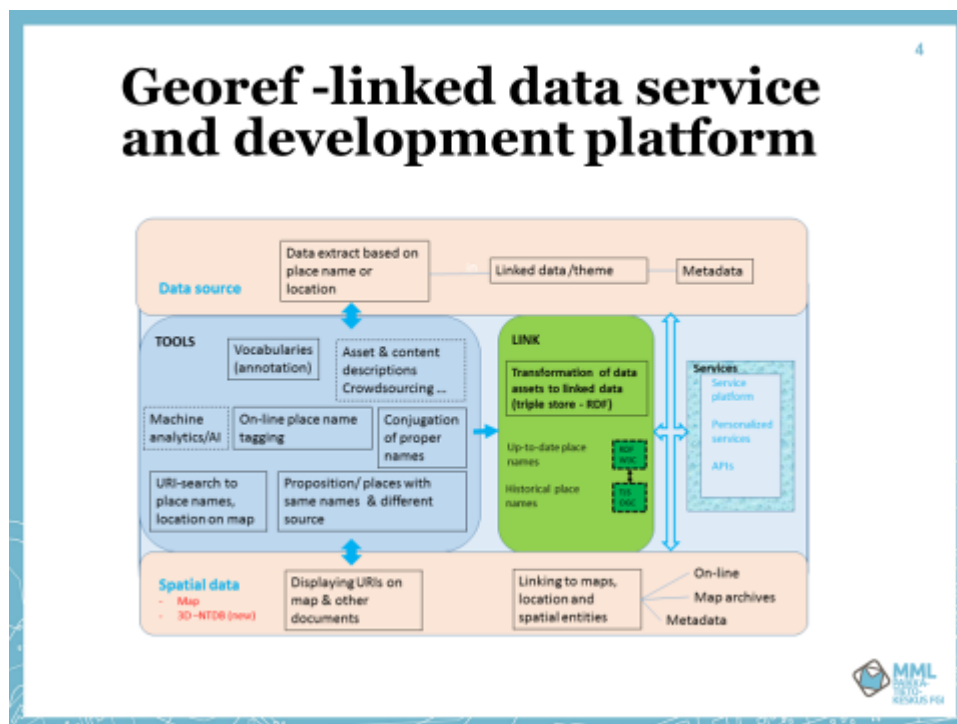 4
Georef -linked data service
and development platform
Data source
Data extract based on
place name or
location
Linked data /theme
Metadata
TOOLS
Vocabularies
(annotation)
Asset & content
descriptions
Crowdsourcing ...
Machine
analytics/AI
On-line place name
tagging
Conjugation
of proper
names
URI-search to
place names,
location on map
Proposition/ places with
same names & different
source
LINK
Transformation of data
assets to linked data
(triple store - RDF)
Up-to-date place
names
RDF
Historical place
names
Services
Service
platform
Personalized
services
APIs
Spatial data
- Map
- 3D -NTDB (new)
Displaying URIs on
map & other
documents
Linking to maps,
location and
spatial entities
On-line
Map archives
Metadata
MML
PAIKKA-
TIETO-
KESKUS FGI